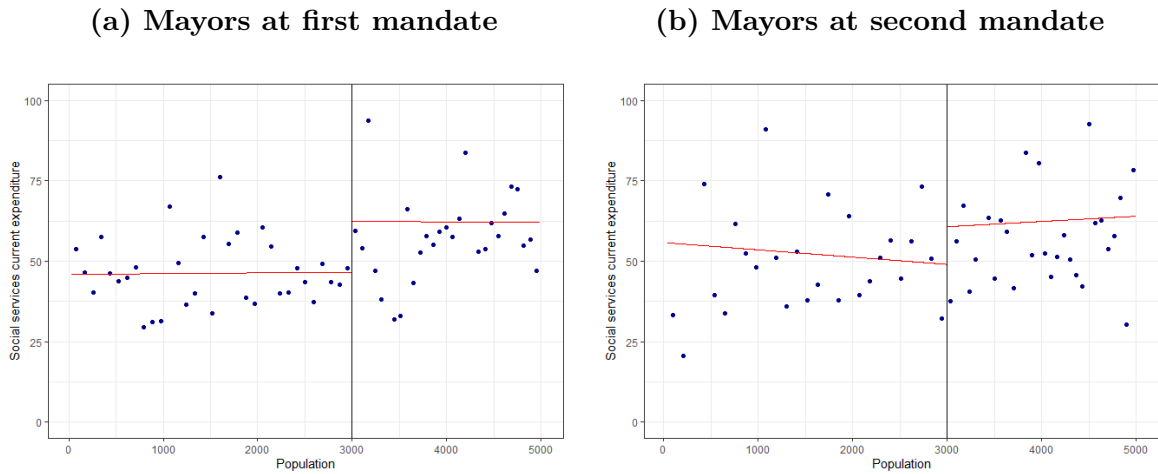 (a) Mayors at first mandate
Social services current expenditure
100
75
50
25
0
0 1000 2000 3000 4000 5000
Population
(b) Mayors at second mandate
Social services current expenditure
100
75
50
25
0
0 1000 2000 3000 4000 5000
Population